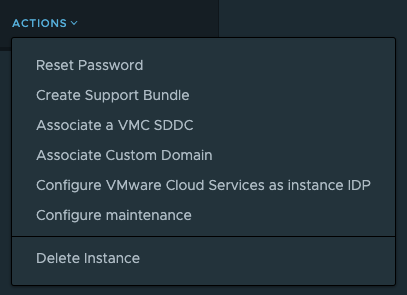 ACTIONS
Reset Password
Create Support Bundle
Associate a VMC SDDC
Associate Custom Domain
Configure VMware Cloud Services as instance IDP
Configure maintenance
Delete Instance